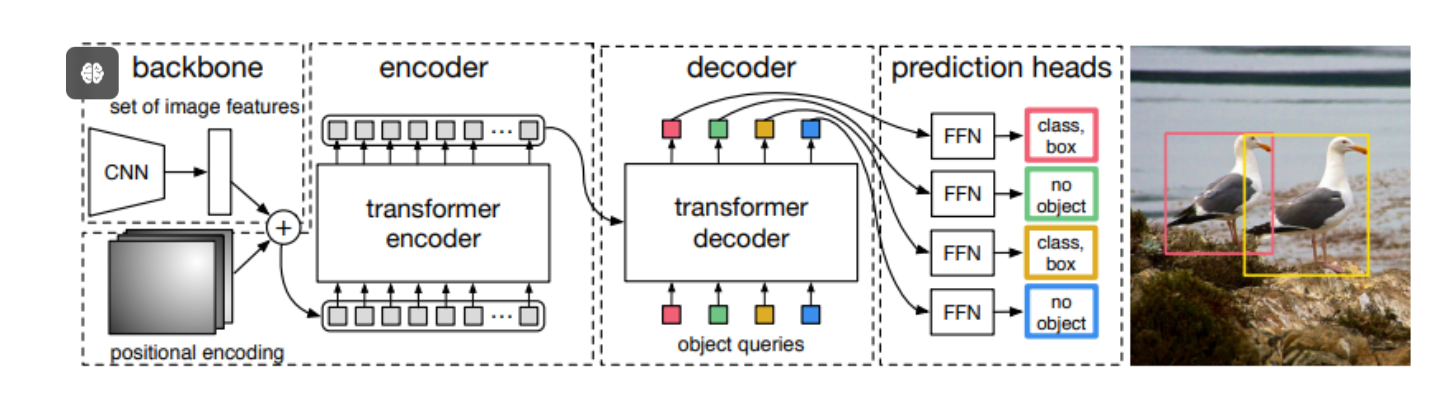 backbone
set of image features
CNN
+
positional encoding
encoder
...
transformer
encoder
...
decoder
transformer
decoder
object queries
prediction heads
FFN
class,
box
FFN
no
object
FFN
class,
box
FFN
no
object